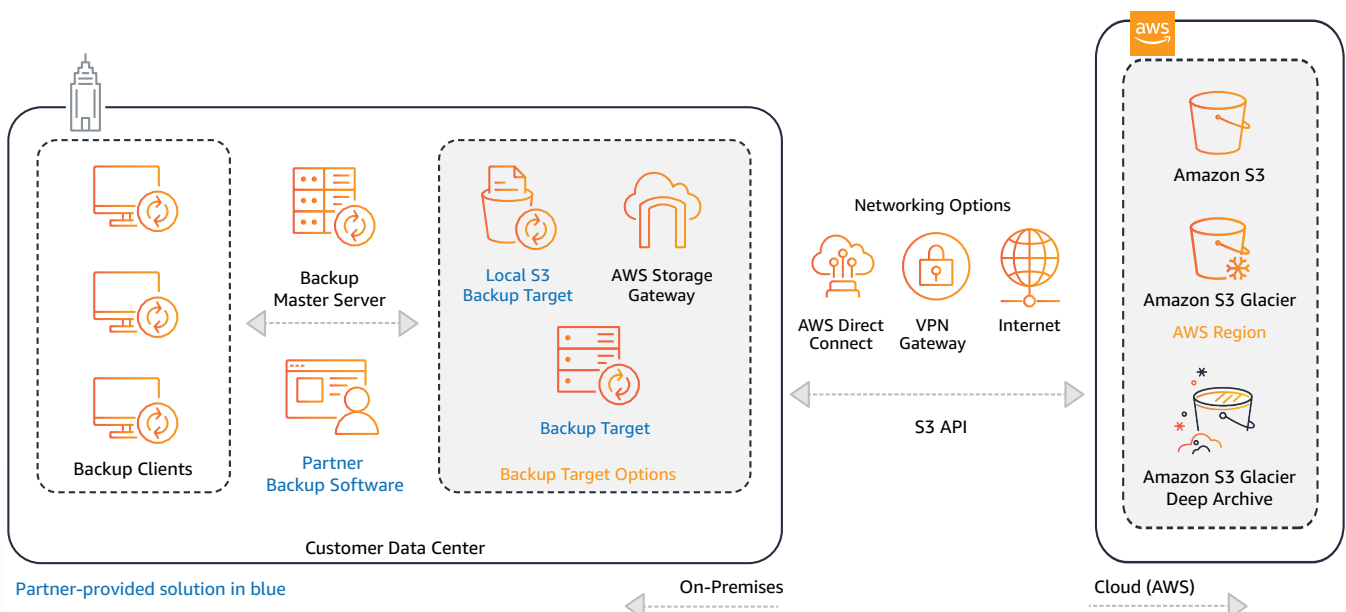 aws
Backup Clients
Backup
Master Server
Partner
Backup Software
Local S3
Backup Target
AWS Storage
Gateway
Backup Target
Backup Target Options
Customer Data Center
Networking Options
AWS Direct
Connect
VPN
Gateway
Internet
S3 API
Amazon S3
Amazon S3 Glacier
AWS Region
Amazon S3 Glacier
Deep Archive
Partner-provided solution in blue
On-Premises
Cloud (AWS)